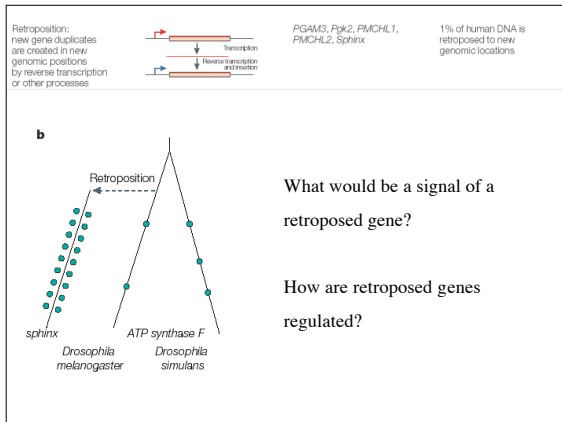 Retroposition:
new gene duplicates
are created in new
genomic positions
by reverse transcription
or other processes
Transcription
Reverse transcription
and insertion
PGAM3, Pgk2, PMCHL1,
PMCHL2, Sphinx
1% of human DNA is
retroposed to new
genomic locations
b
Retroposition
sphinx
ATP synthase F
Drosophila
melanogaster
Drosophila
simulans
What would be a signal of a
retroposed gene?
How are retroposed genes
regulated?